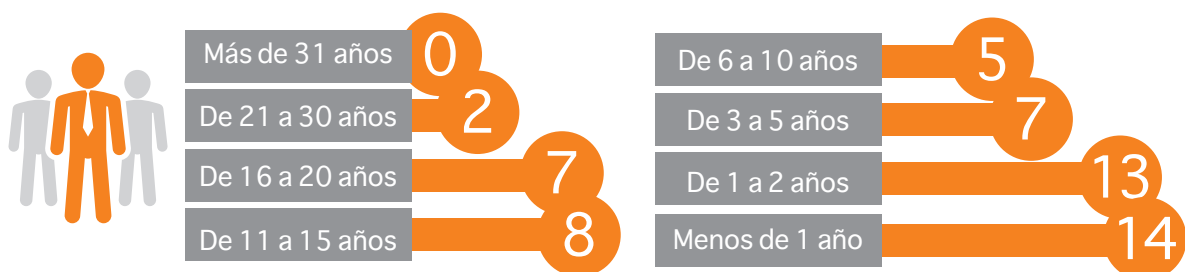 Más de 31 años 0
De 21 a 30 años 2
De 16 a 20 años 7
De 11 a 15 años 8
De 6 a 10 años 5
De 3 a 5 años 7
De 1 a 2 años 13
Menos de 1 año 14